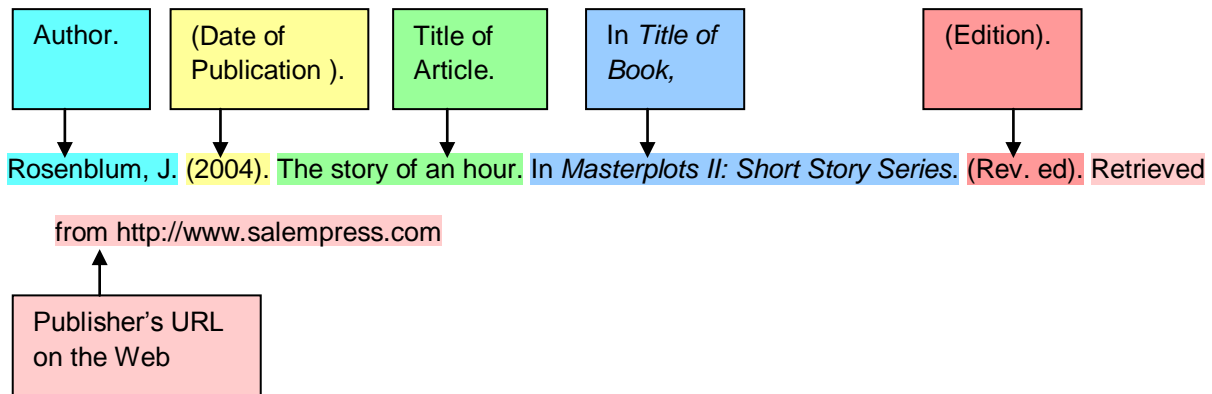 Author.
(Date of
Publication ).
Title of
Article.
In Title of
Book,
(Edition).
Rosenblum, J. (2004). The story of an hour. In Masterplots II: Short Story Series. (Rev. ed). Retrieved
from http://www.salempress.com
Publisher’s URL
on the Web